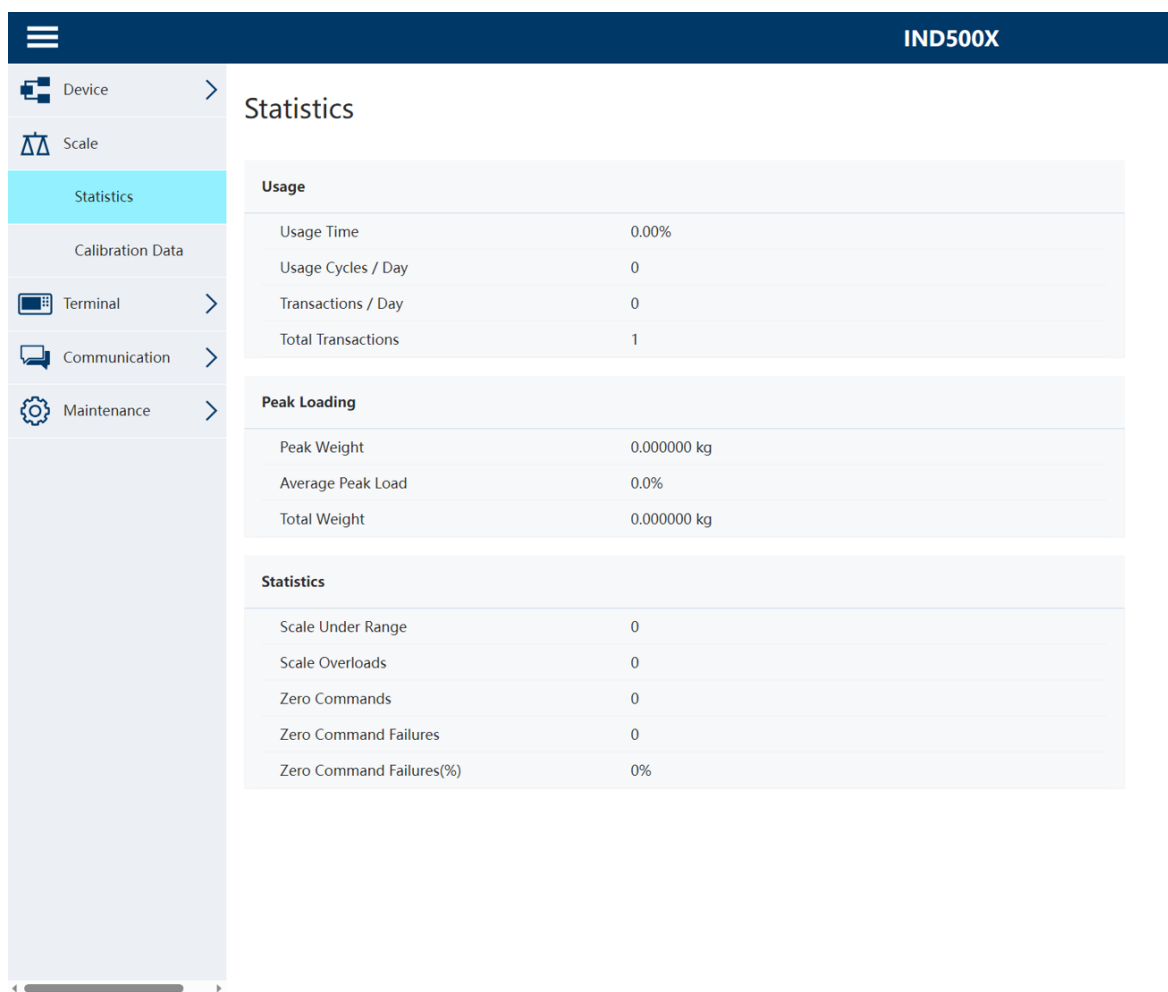 IND500X
Device
Scale
Statistics
Calibration Data
Terminal
Communication
Maintenance
Statistics
Usage
Usage Time 0.00%
Usage Cycles / Day 0
Transactions / Day 0
Total Transactions 1
Peak Loading
Peak Weight 0.000000 kg
Average Peak Load 0.0%
Total Weight 0.000000 kg
Statistics
Scale Under Range 0
Scale Overloads 0
Zero Commands 0
Zero Command Failures 0
Zero Command Failures(%) 0%